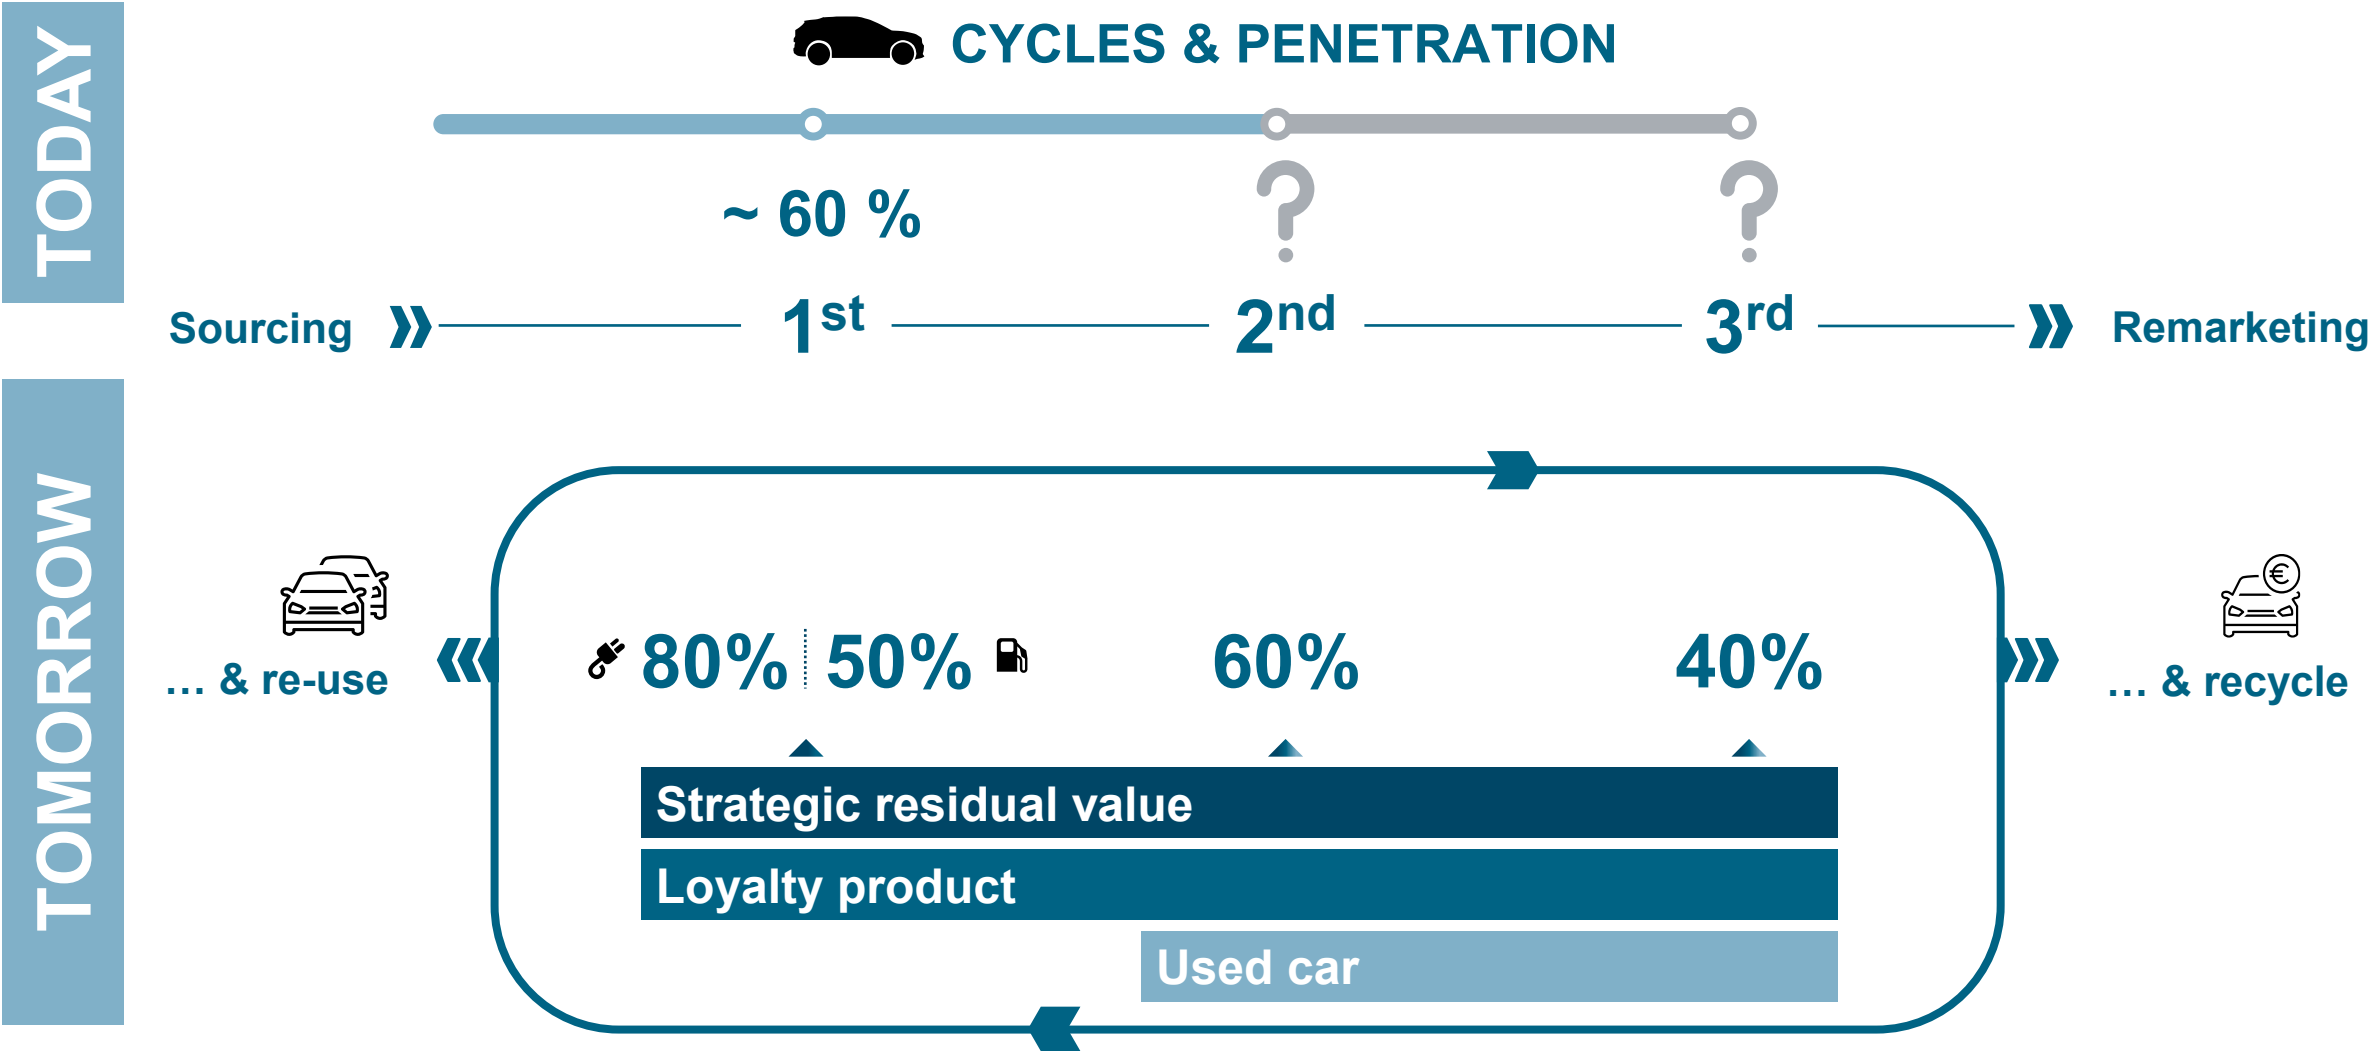 TODAY
CYCLES & PENETRATION
~ 60 %
? ?
Sourcing 1st 2nd 3rd Remarketing
TOMORROW
… & re-use
80% 50% 60% 40%
€
… & recycle
Strategic residual value
Loyalty product
Used car